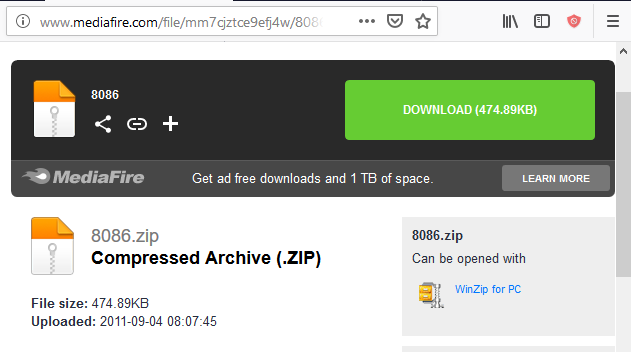 www.mediafire.com/file/mm7cjztce9efj4w/808
8086
DOWNLOAD (474.89KB)
MediaFire
Get ad free downloads and 1 TB of space.
LEARN MORE
8086.zip
Compressed Archive (.ZIP)
File size: 474.89KB
Uploaded: 2011-09-04 08:07:45
8086.zip
Can be opened with
WinZip for PC